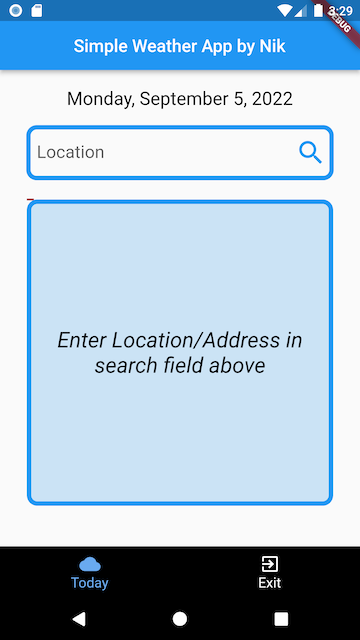 3:29
DEBUG
Simple Weather App by Nik
Monday, September 5, 2022
Location
Enter Location/Address in
search field above
Today
Exit